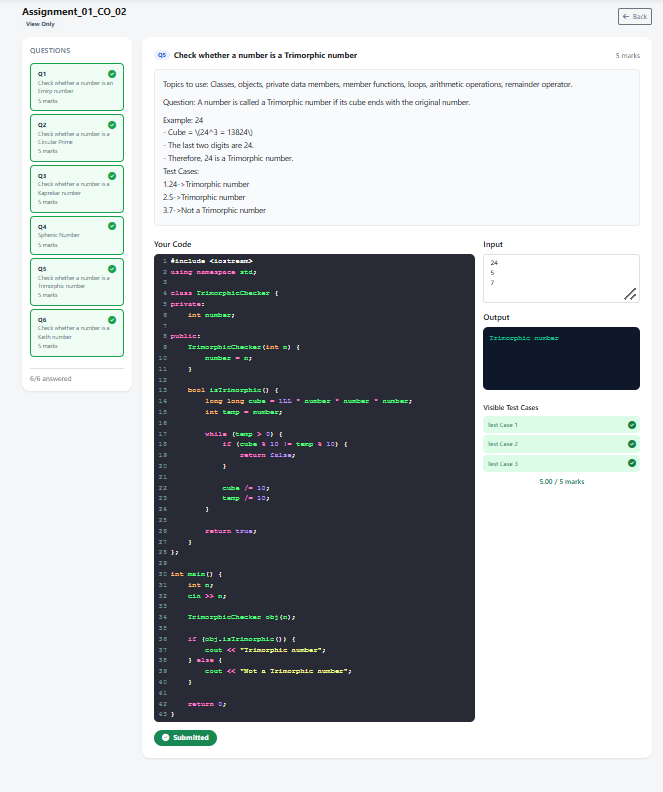 Assignment_01_CO_02
View Only
← Back
QUESTIONS
Q1
Check whether a number is an
Emirp number
5 marks
Q2
Check whether a number is a
Circular Prime
5 marks
Q3
Check whether a number is a
Kaprekar number
5 marks
Q4
Sphenic Number
5 marks
Q5
Check whether a number is a
Trimorphic number
5 marks
Q6
Check whether a number is a
Keith number
5 marks
6/6 answered
Q5 Check whether a number is a Trimorphic number
5 marks
Topics to use: Classes, objects, private data members, member functions, loops, arithmetic operations, remainder operator.
Question: A number is called a Trimorphic number if its cube ends with the original number.
Example: 24
- Cube = \(24^3 = 13824\)
- The last two digits are 24.
- Therefore, 24 is a Trimorphic number.
Test Cases:
1.24->Trimorphic number
2.5->Trimorphic number
3.7->Not a Trimorphic number
Your Code
1 #include <iostream>
2 using namespace std;
3
4 class TrimorphicChecker {
5 private:
6     int number;
7
8 public:
9     TrimorphicChecker(int n) {
10         number = n;
11     }
12
13     bool isTrimorphic() {
14         long long cube = 1LL * number * number * number;
15         int temp = number;
16
17         while (temp > 0) {
18             if (cube % 10 != temp % 10) {
19                 return false;
20             }
21
22             cube /= 10;
23             temp /= 10;
24         }
25
26         return true;
27     }
28 };
29
30 int main() {
31     int n;
32     cin >> n;
33
34     TrimorphicChecker obj(n);
35
36     if (obj.isTrimorphic()) {
37         cout << "Trimorphic number";
38     } else {
39         cout << "Not a Trimorphic number";
40     }
41
42     return 0;
43 }
Submitted
Input
24
5
7
Output
Trimorphic number
Visible Test Cases
Test Case 1
Test Case 2
Test Case 3
5.00 / 5 marks